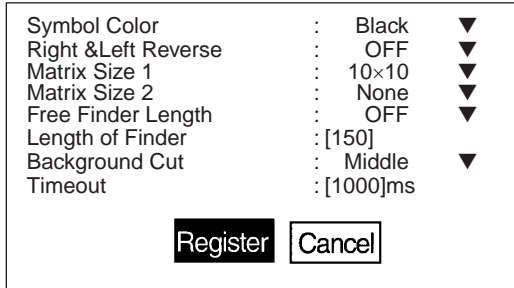 Symbol Color : Black ▼
Right &Left Reverse : OFF ▼
Matrix Size 1 : 10×10 ▼
Matrix Size 2 : None ▼
Free Finder Length : OFF ▼
Length of Finder : [150]
Background Cut : Middle ▼
Timeout : [1000]ms
Register Cancel